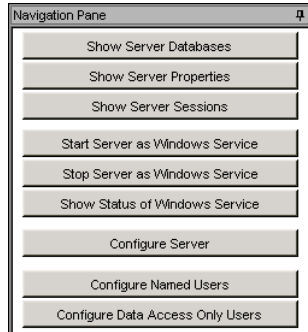 Navigation Pane
Show Server Databases
Show Server Properties
Show Server Sessions
Start Server as Windows Service
Stop Server as Windows Service
Show Status of Windows Service
Configure Server
Configure Named Users
Configure Data Access Only Users